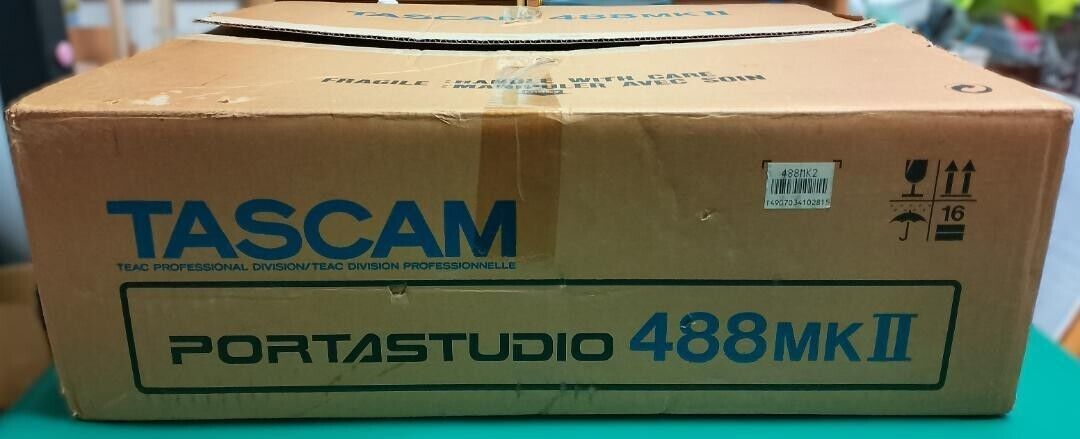 TASCAM 488MK II
FRAGILE : HANDLE WITH CARE
MANIPULER AVEC SOIN
488MK2
T4907034102815
16
TASCAM
TEAC PROFESSIONAL DIVISION/TEAC DIVISION PROFESSIONNELLE
PORTASTUDIO 488MKII